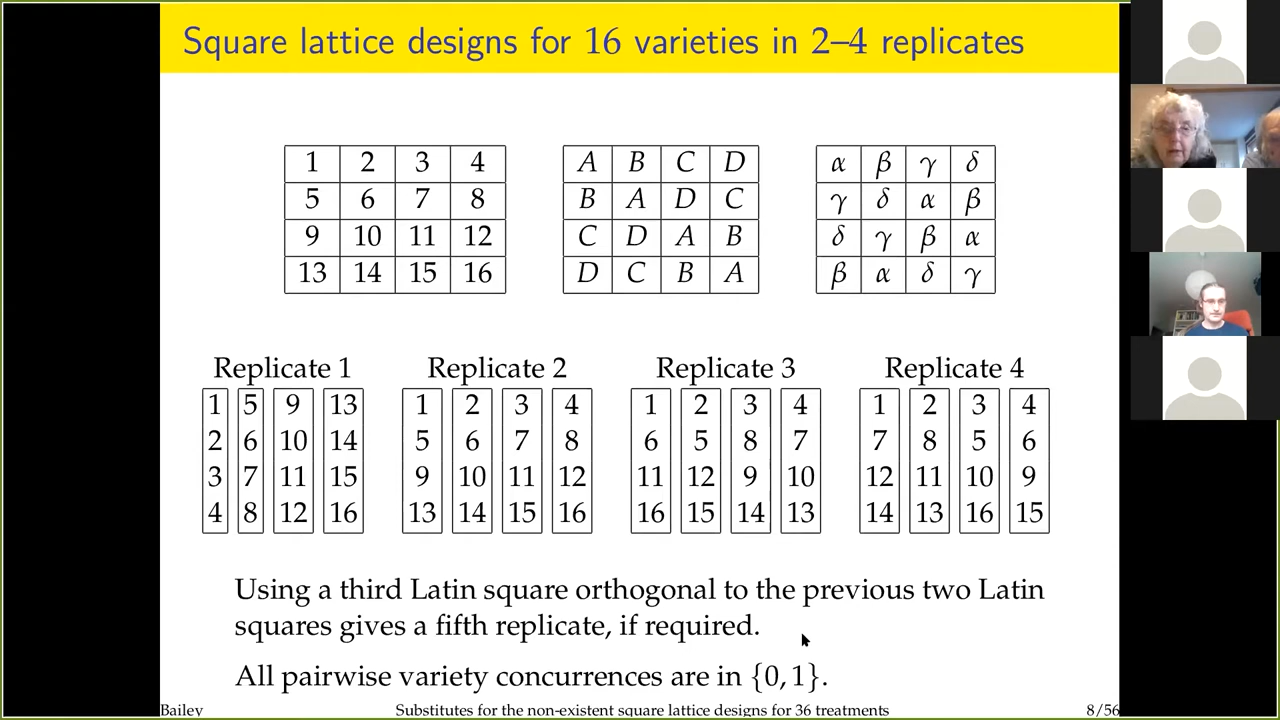 Square lattice designs for 16 varieties in 2–4 replicates
1 2 3 4 A B C D α β γ δ
5 6 7 8 B A D C γ δ α β
9 10 11 12 C D A B δ γ β α
13 14 15 16 D C B A β α δ γ
Replicate 1 Replicate 2 Replicate 3 Replicate 4
1 5 9 13 1 2 3 4 1 2 3 4 1 2 3 4
2 6 10 14 5 6 7 8 6 5 8 7 7 8 5 6
3 7 11 15 9 10 11 12 11 12 9 10 12 11 10 9
4 8 12 16 13 14 15 16 16 15 14 13 14 13 16 15
Using a third Latin square orthogonal to the previous two Latin
squares gives a fifth replicate, if required.
All pairwise variety concurrences are in {0, 1}.
Bailey Substitutes for the non-existent square lattice designs for 36 treatments 8/56